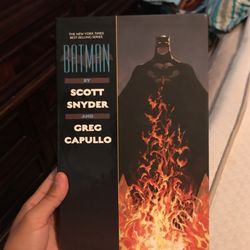 THE NEW YORK TIMES
BEST-SELLING SERIES
BATMAN
BY
SCOTT
SNYDER
AND
GREG
CAPULLO